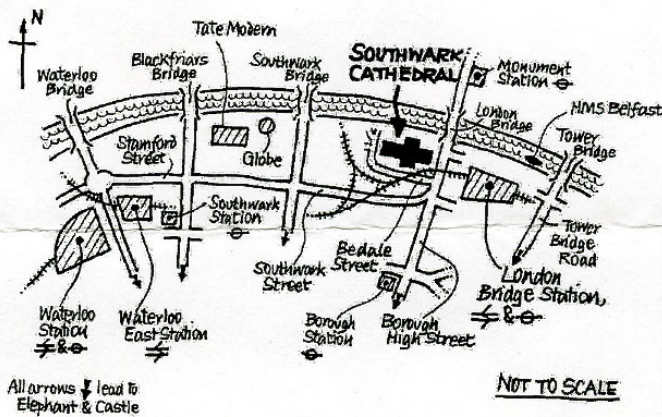 N
Tate Modern
Waterloo
Bridge
Blackfriars
Bridge
Southwark
Bridge
SOUTHWARK
CATHEDRAL
Monument
Station
London
Bridge
HMS Belfast
Tower
Bridge
Stamford
Street
Globe
Southwark
Station
Southwark
Street
Bedale
Street
Tower
Bridge
Road
London
Bridge Station,
&
Waterloo
Station
&
Waterloo
East Station
Borough
Station
Borough
High Street
All arrows lead to
Elephant & Castle
NOT TO SCALE